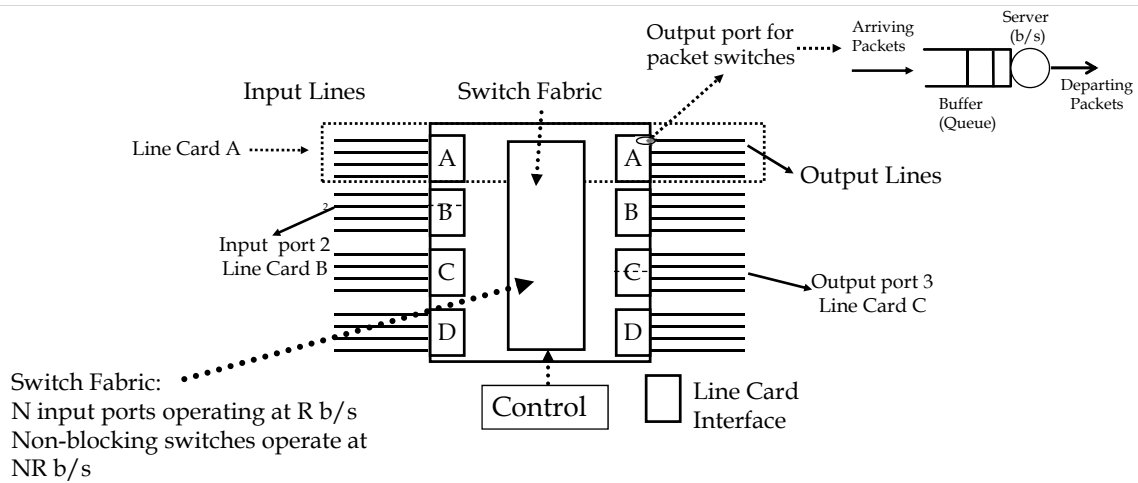 Output port for
packet switches
Arriving
Packets
Server
(b/s)
Departing
Packets
Buffer
(Queue)
Input Lines
Switch Fabric
Line Card A
A
A
Output Lines
B
B
2
Input port 2
Line Card B
C
C
Output port 3
Line Card C
D
D
Switch Fabric:
N input ports operating at R b/s
Non-blocking switches operate at
NR b/s
Control
Line Card
Interface